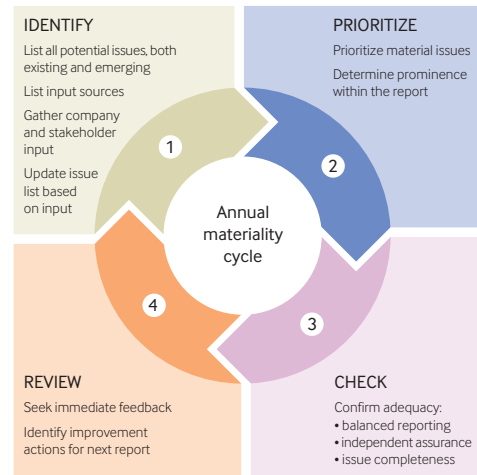 IDENTIFY
List all potential issues, both
existing and emerging
List input sources
Gather company
and stakeholder
input
Update issue
list based
on input
1
PRIORITIZE
Prioritize material issues
Determine prominence
within the report
2
Annual
materiality
cycle
4
3
REVIEW
Seek immediate feedback
Identify improvement
actions for next report
CHECK
Confirm adequacy:
• balanced reporting
• independent assurance
• issue completeness